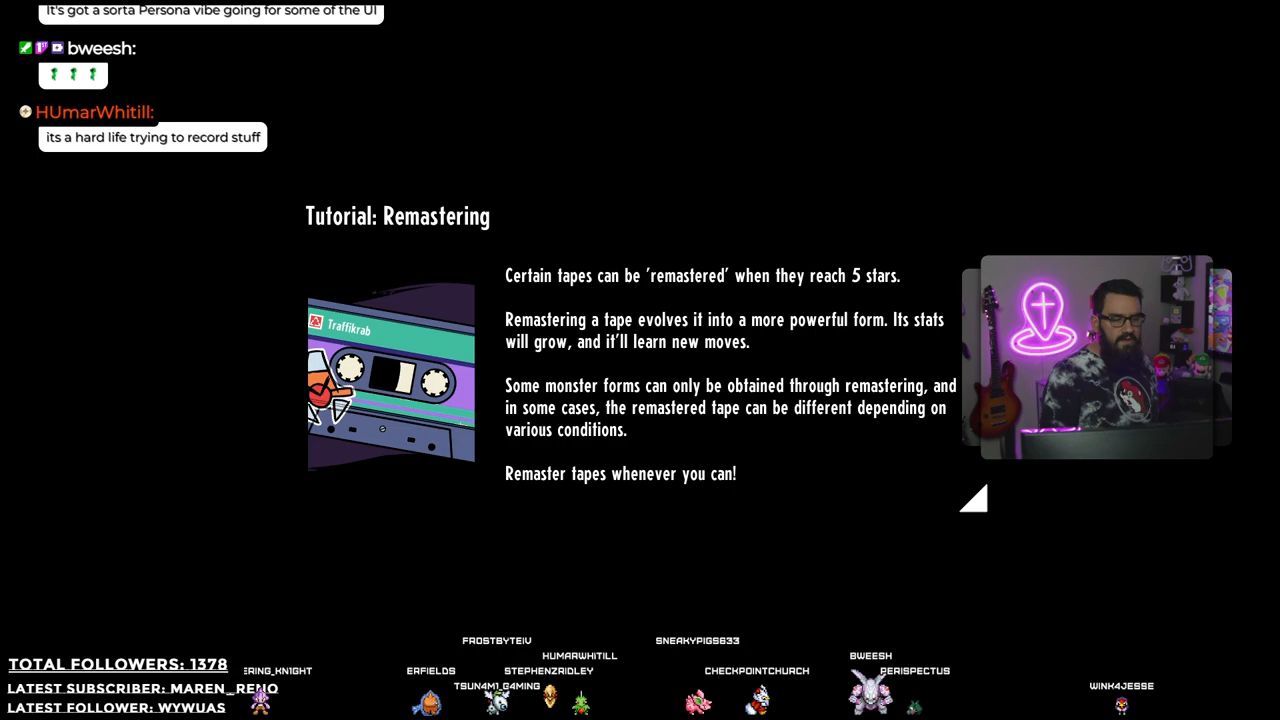 It's got a sorta Persona vibe going for some of the UI
bweesh:
HUmarWhitill:
its a hard life trying to record stuff
Tutorial: Remastering
Certain tapes can be 'remastered' when they reach 5 stars.
Remastering a tape evolves it into a more powerful form. Its stats
will grow, and it'll learn new moves.
Some monster forms can only be obtained through remastering, and
in some cases, the remastered tape can be different depending on
various conditions.
Remaster tapes whenever you can!
Traffikrab
FROSTBYTEIV
SNEAKYPIGS633
HUMARWHITILL
BWEESH
ERING_KN1GHT
ERFIELDS
STEPHENZRIDLEY
CHECKPOINTCHURCH
PERISPECTUS
TSUN4M1_G4MING
WINK4JESSE
TOTAL FOLLOWERS: 1378
LATEST SUBSCRIBER: MAREN_RENO
LATEST FOLLOWER: WYWUAS